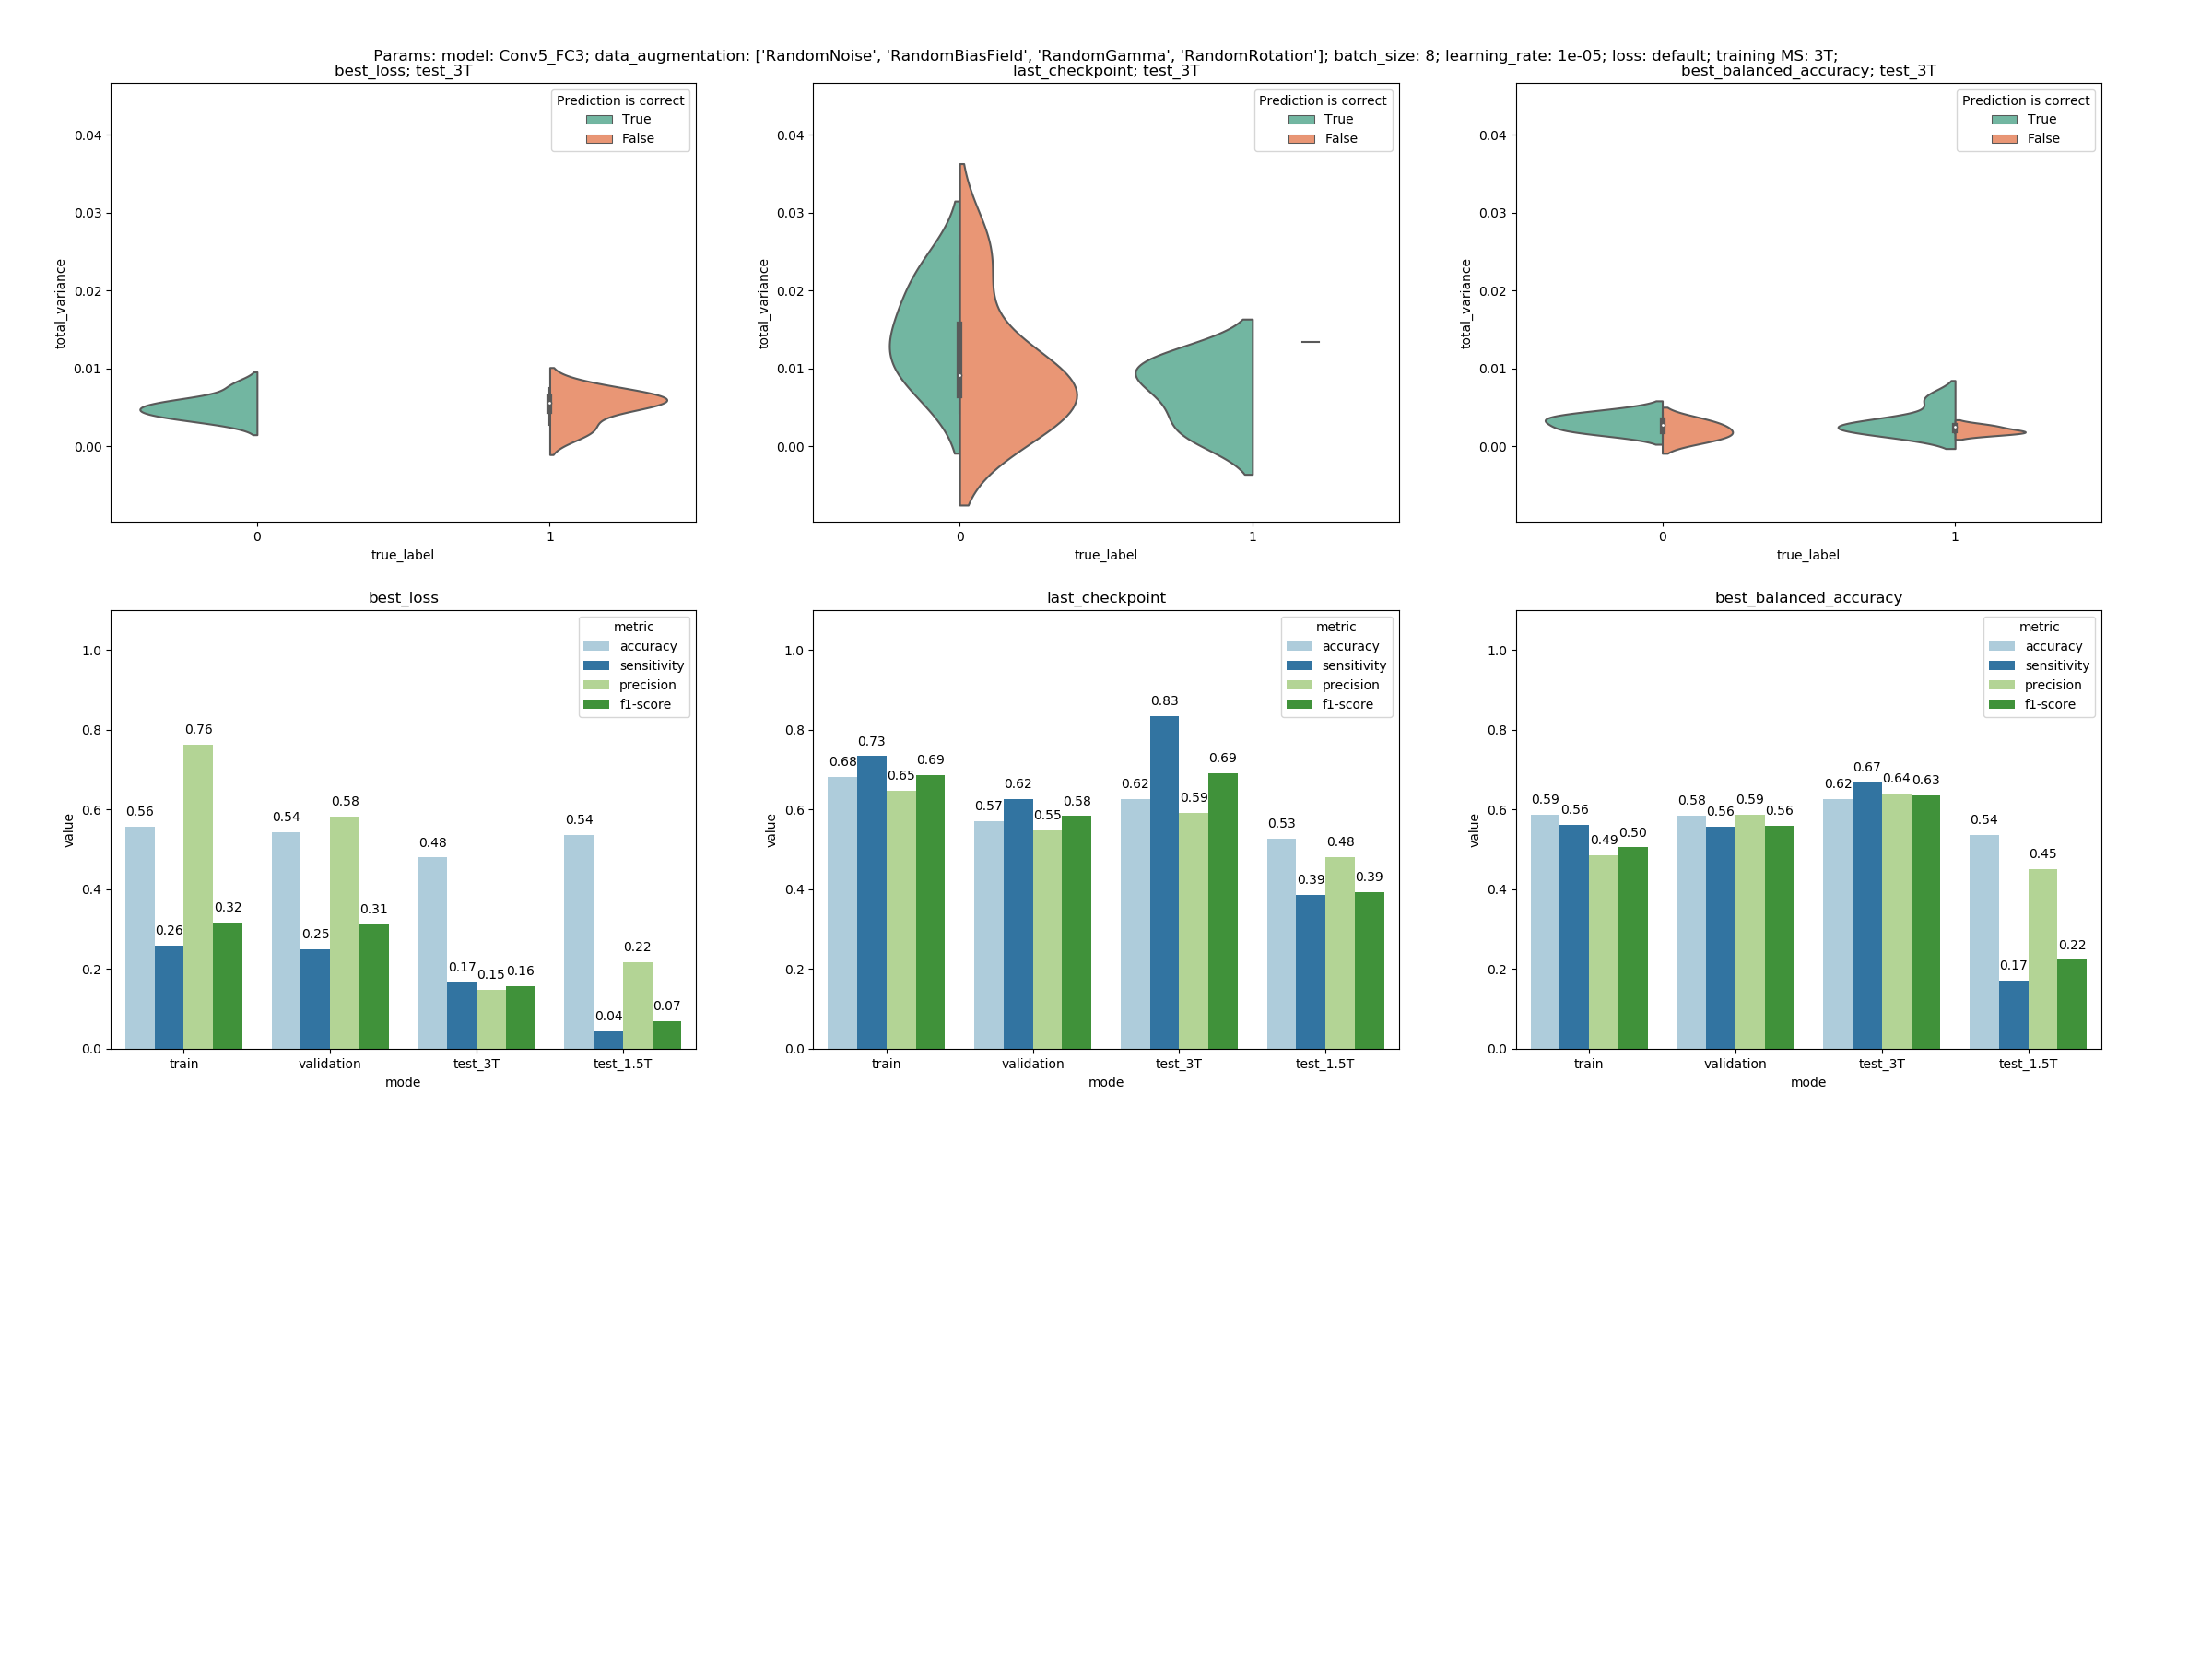 Params: model: Conv5_FC3; data_augmentation: ['RandomNoise', 'RandomBiasField', 'RandomGamma', 'RandomRotation']; batch_size: 8; learning_rate: 1e-05; loss: default; training MS: 3T;
best_loss; test_3T
total_variance
0.04
0.03
0.02
0.01
0.00
Prediction is correct
True
False
0 1
true_label
last_checkpoint; test_3T
total_variance
0.04
0.03
0.02
0.01
0.00
Prediction is correct
True
False
0 1
true_label
best_balanced_accuracy; test_3T
total_variance
0.04
0.03
0.02
0.01
0.00
Prediction is correct
True
False
0 1
true_label
best_loss
value
1.0
0.8
0.6
0.4
0.2
0.0
metric
accuracy
sensitivity
precision
f1-score
0.56 0.26 0.76 0.32
0.54 0.25 0.58 0.31
0.48 0.17 0.15 0.16
0.54 0.04 0.22 0.07
train validation test_3T test_1.5T
mode
last_checkpoint
value
1.0
0.8
0.6
0.4
0.2
0.0
metric
accuracy
sensitivity
precision
f1-score
0.68 0.73 0.65 0.69
0.57 0.62 0.55 0.58
0.62 0.83 0.59 0.69
0.53 0.39 0.48 0.39
train validation test_3T test_1.5T
mode
best_balanced_accuracy
value
1.0
0.8
0.6
0.4
0.2
0.0
metric
accuracy
sensitivity
precision
f1-score
0.59 0.56 0.49 0.50
0.58 0.56 0.59 0.56
0.62 0.67 0.64 0.63
0.54 0.17 0.45 0.22
train validation test_3T test_1.5T
mode